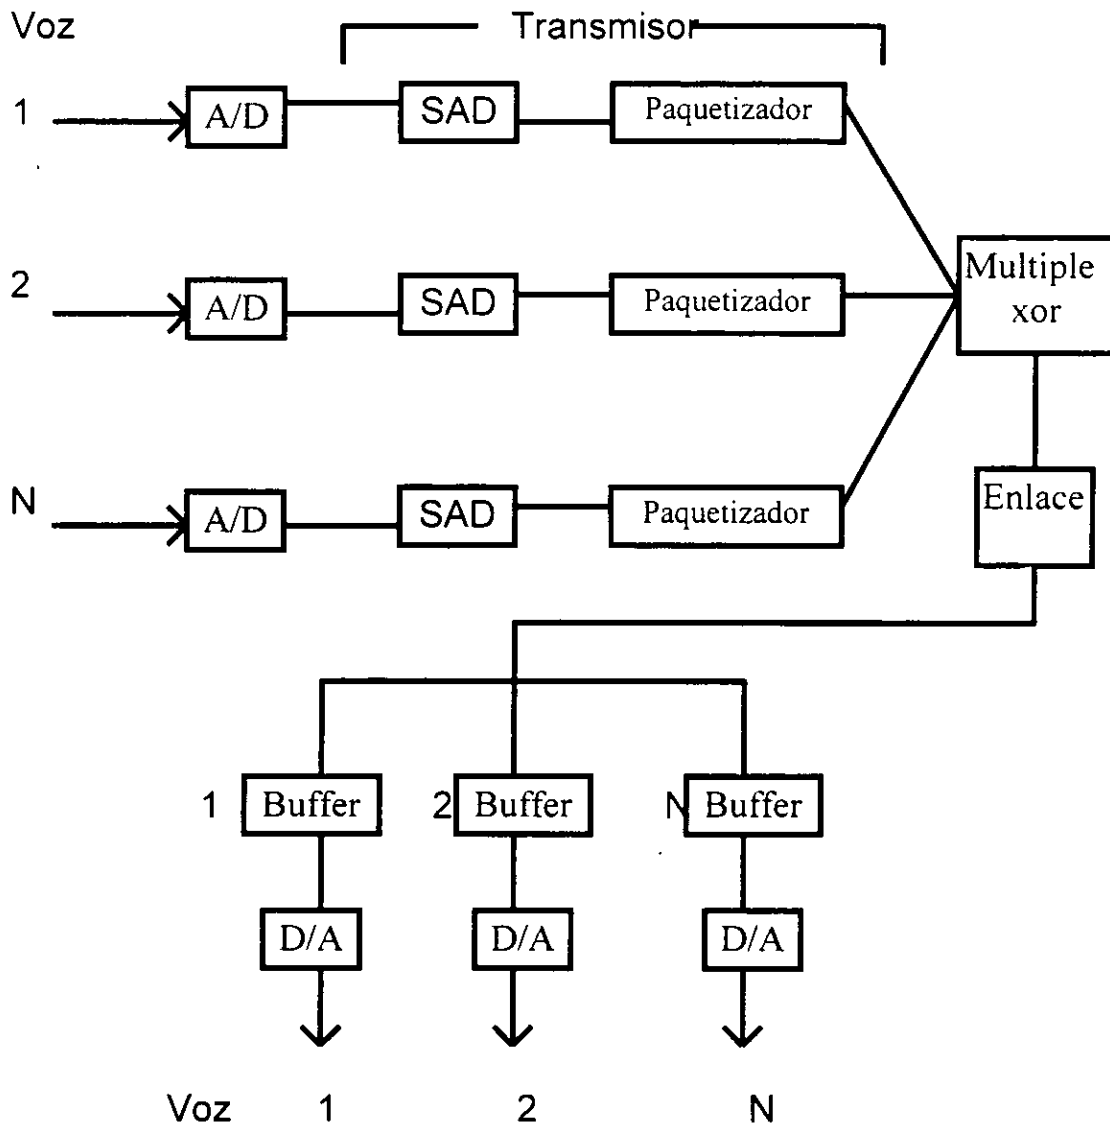 Voz
Transmisor
1
A/D
SAD
Paquetizador
2
A/D
SAD
Paquetizador
Multiple
xor
N
A/D
SAD
Paquetizador
Enlace
1
Buffer
2
Buffer
N
Buffer
D/A
D/A
D/A
Voz
1
2
N